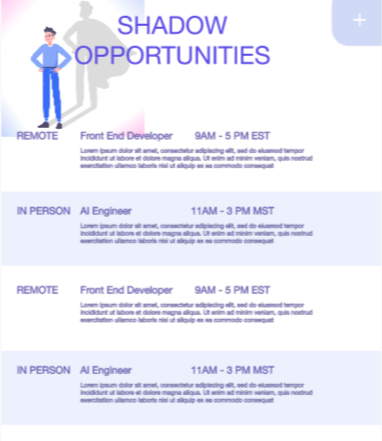 SHADOW
OPPORTUNITIES
+
REMOTE Front End Developer 9AM - 5 PM EST
Lorem ipsum dolor sit amet, consectetur adipiscing elit, sed do eiusmod tempor
incididunt ut labore et dolore magna aliqua. Ut enim ad minim veniam, quis nostrud
exercitation ullamco laboris nisi ut aliquip ex ea commodo consequat
IN PERSON AI Engineer 11AM - 3 PM MST
Lorem ipsum dolor sit amet, consectetur adipiscing elit, sed do eiusmod tempor
incididunt ut labore et dolore magna aliqua. Ut enim ad minim veniam, quis nostrud
exercitation ullamco laboris nisi ut aliquip ex ea commodo consequat
REMOTE Front End Developer 9AM - 5 PM EST
Lorem ipsum dolor sit amet, consectetur adipiscing elit, sed do eiusmod tempor
incididunt ut labore et dolore magna aliqua. Ut enim ad minim veniam, quis nostrud
exercitation ullamco laboris nisi ut aliquip ex ea commodo consequat
IN PERSON AI Engineer 11AM - 3 PM MST
Lorem ipsum dolor sit amet, consectetur adipiscing elit, sed do eiusmod tempor
incididunt ut labore et dolore magna aliqua. Ut enim ad minim veniam, quis nostrud
exercitation ullamco laboris nisi ut aliquip ex ea commodo consequat